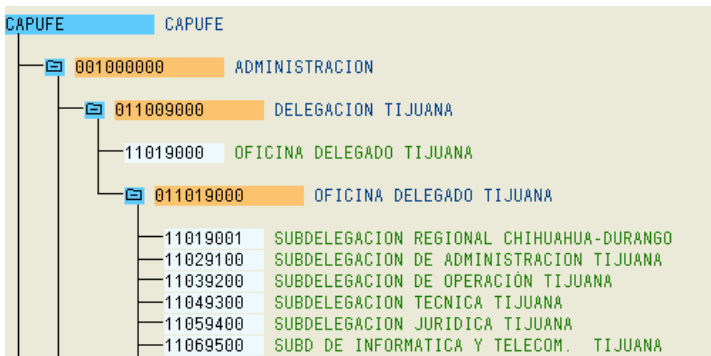 CAPUFE CAPUFE
001000000 ADMINISTRACION
011009000 DELEGACION TIJUANA
11019000 OFICINA DELEGADO TIJUANA
011019000 OFICINA DELEGADO TIJUANA
11019001 SUBDELEGACION REGIONAL CHIHUAHUA-DURANGO
11029100 SUBDELEGACION DE ADMINISTRACION TIJUANA
11039200 SUBDELEGACION DE OPERACIÓN TIJUANA
11049300 SUBDELEGACION TECNICA TIJUANA
11059400 SUBDELEGACION JURIDICA TIJUANA
11069500 SUBD DE INFORMATICA Y TELECOM. TIJUANA